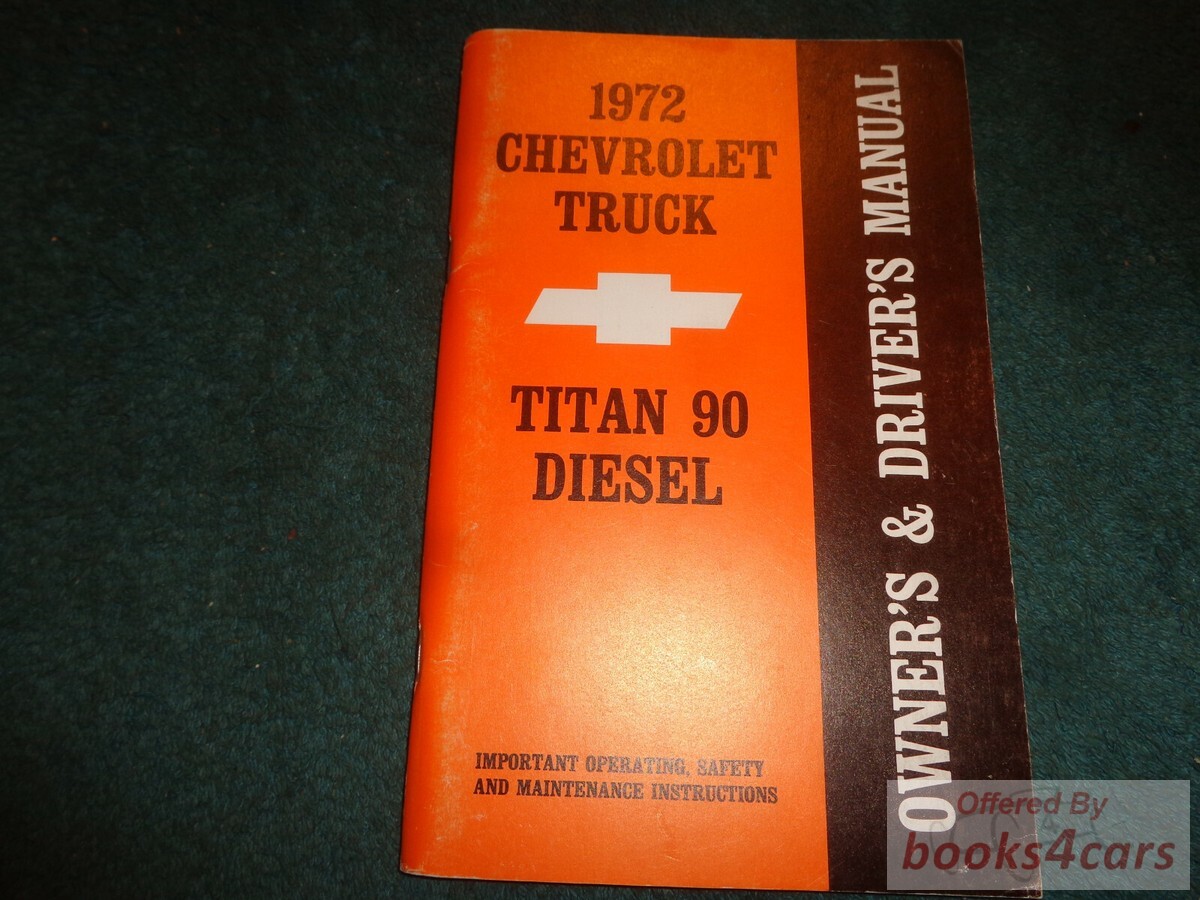 1972
CHEVROLET
TRUCK
TITAN 90
DIESEL
IMPORTANT OPERATING, SAFETY
AND MAINTENANCE INSTRUCTIONS
OWNER'S & DRIVER'S MANUAL
Offered By
books4cars